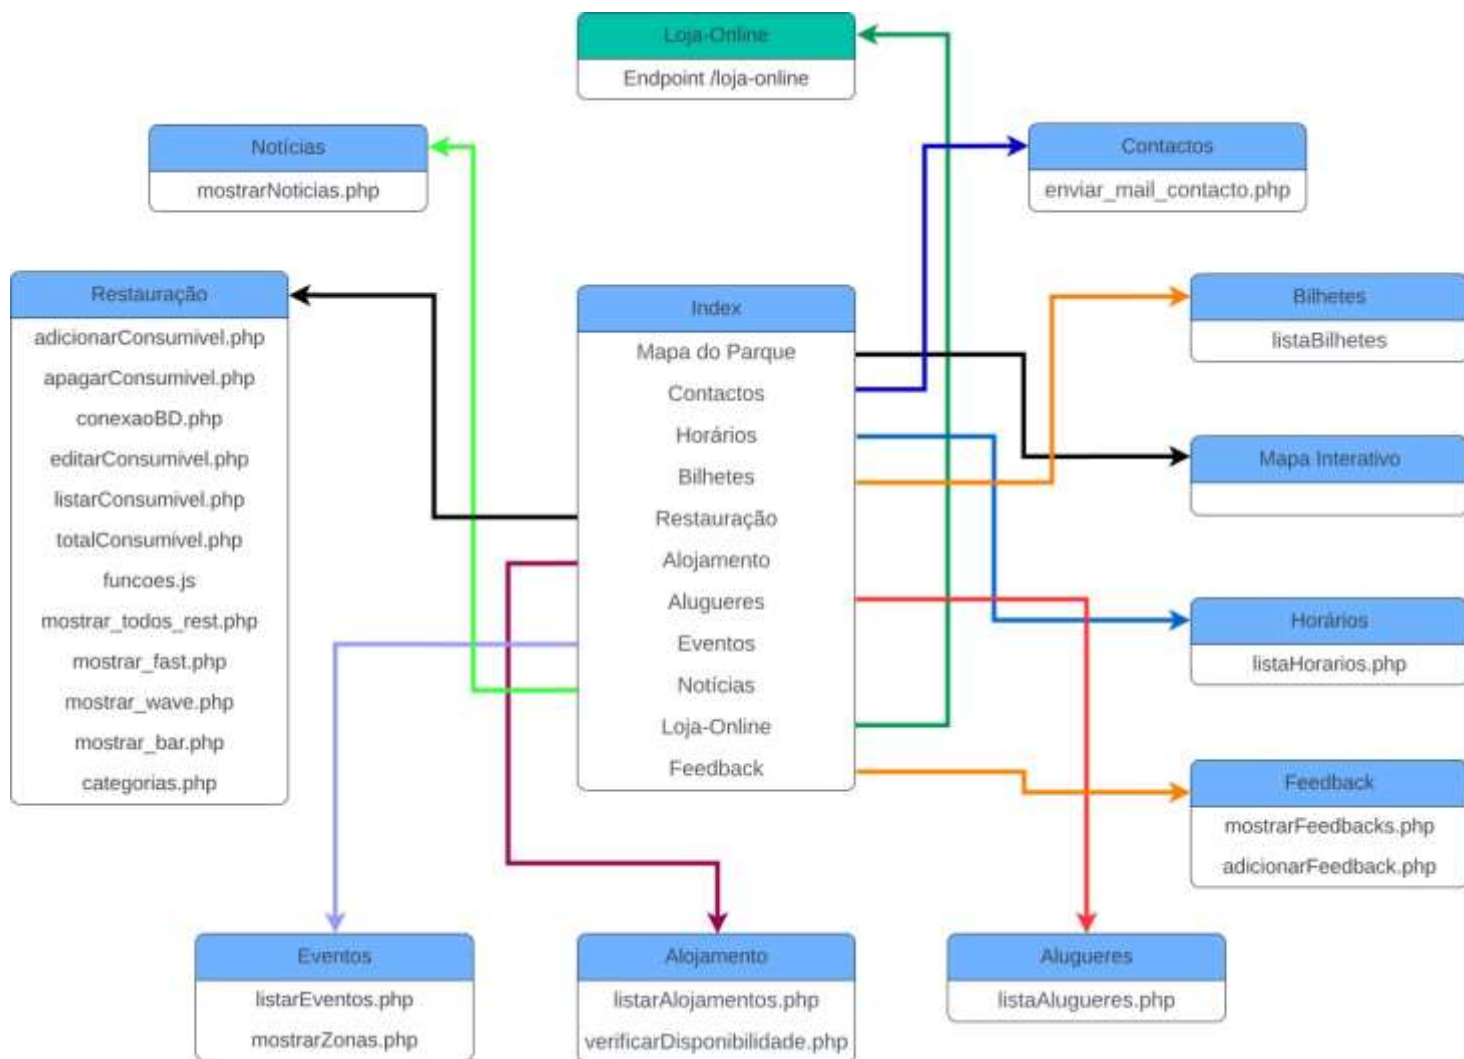 Loja-Online
Endpoint /loja-online
Notícias
mostrarNoticias.php
Contactos
enviar_mail_contacto.php
Restauração
adicionarConsumivel.php
apagarConsumivel.php
conexaoBD.php
editarConsumivel.php
listarConsumivel.php
totalConsumivel.php
funcoes.js
mostrar_todos_rest.php
mostrar_fast.php
mostrar_wave.php
mostrar_bar.php
categorias.php
Index
Mapa do Parque
Contactos
Horários
Bilhetes
Restauração
Alojamento
Alugueres
Eventos
Notícias
Loja-Online
Feedback
Bilhetes
listaBilhetes
Mapa Interativo
Horários
listaHorarios.php
Feedback
mostrarFeedbacks.php
adicionarFeedback.php
Eventos
listarEventos.php
mostrarZonas.php
Alojamento
listarAlojamentos.php
verificarDisponibilidade.php
Alugueres
listaAlugueres.php